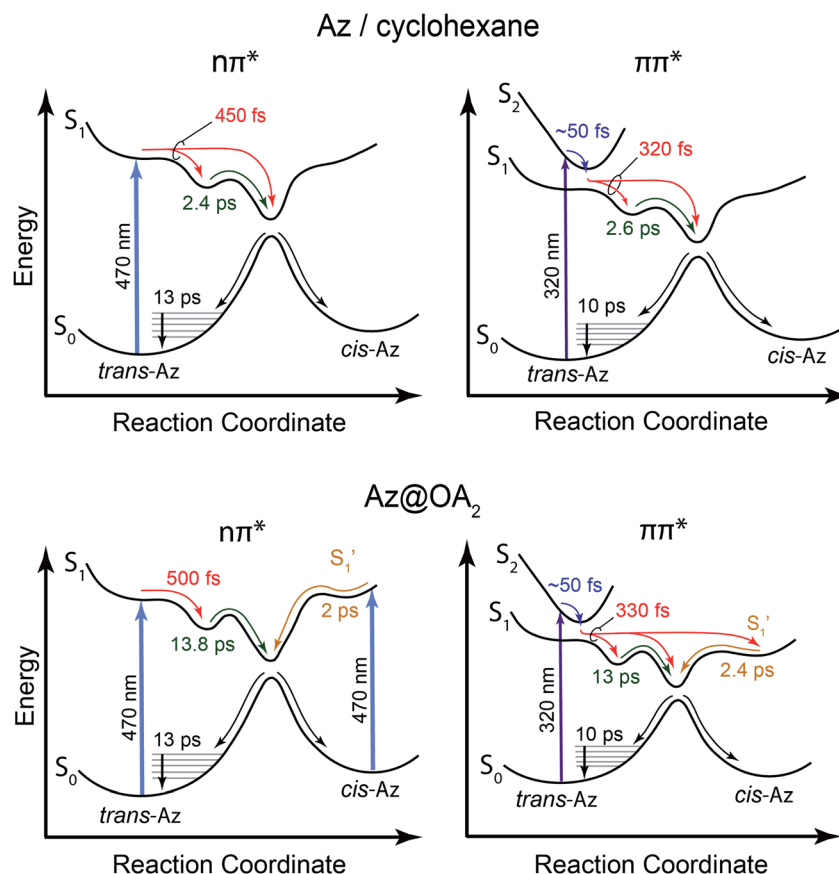 Az / cyclohexane
nπ*
S1
450 fs
2.4 ps
470 nm
13 ps
S0
trans-Az
cis-Az
Energy
Reaction Coordinate
ππ*
S2
~50 fs
S1
320 fs
2.6 ps
320 nm
10 ps
S0
trans-Az
cis-Az
Reaction Coordinate
Az@OA2
nπ*
S1
500 fs
S1'
2 ps
13.8 ps
470 nm
470 nm
13 ps
S0
trans-Az
cis-Az
Energy
Reaction Coordinate
ππ*
S2
~50 fs
S1
330 fs
S1'
13 ps
2.4 ps
320 nm
10 ps
S0
trans-Az
cis-Az
Reaction Coordinate